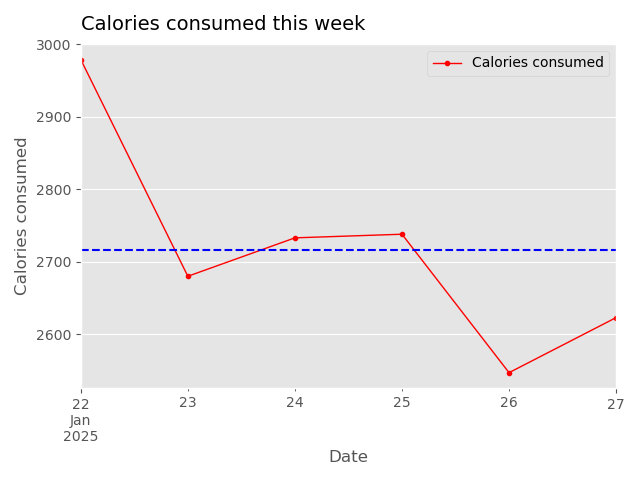 Calories consumed this week
Calories consumed
3000
2900
2800
2700
2600
Calories consumed
22
Jan
2025
23
24
25
26
27
Date